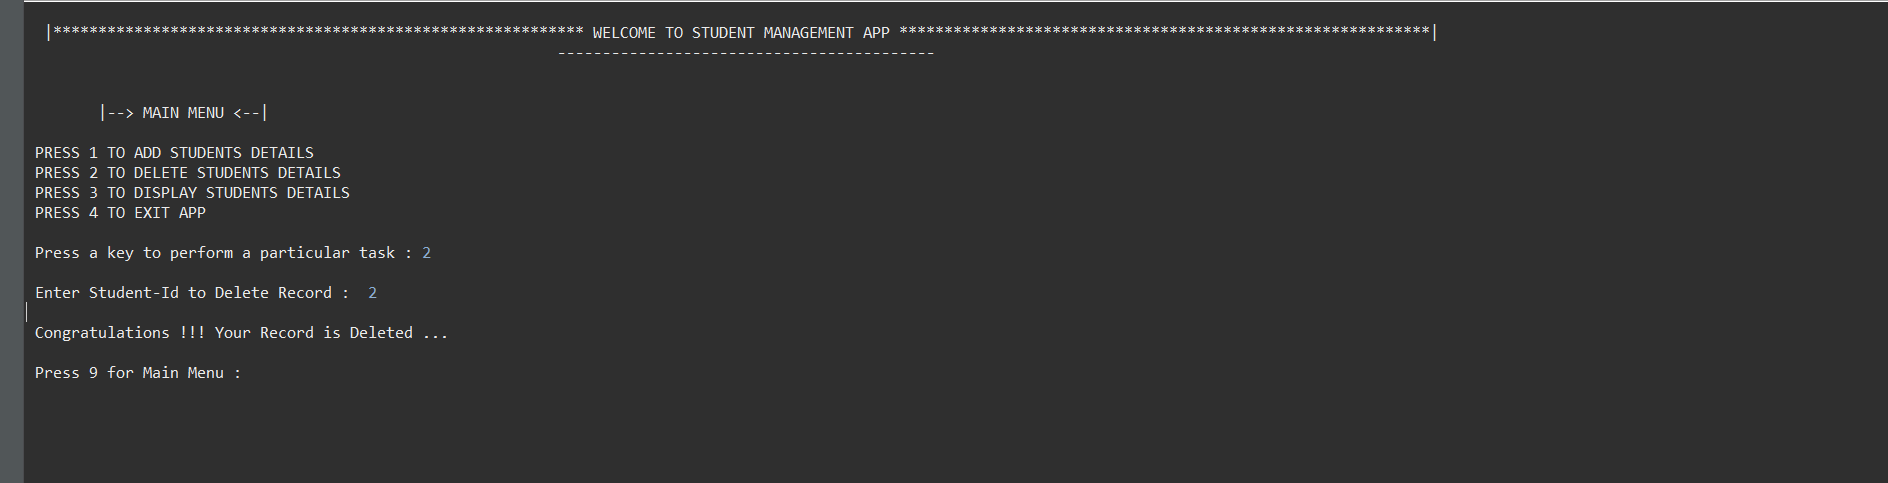 |*********************************************************** WELCOME TO STUDENT MANAGEMENT APP ***********************************************************|
------------------------------------------
|--> MAIN MENU <--|
PRESS 1 TO ADD STUDENTS DETAILS
PRESS 2 TO DELETE STUDENTS DETAILS
PRESS 3 TO DISPLAY STUDENTS DETAILS
PRESS 4 TO EXIT APP
Press a key to perform a particular task : 2
Enter Student-Id to Delete Record :  2
Congratulations !!! Your Record is Deleted ...
Press 9 for Main Menu :